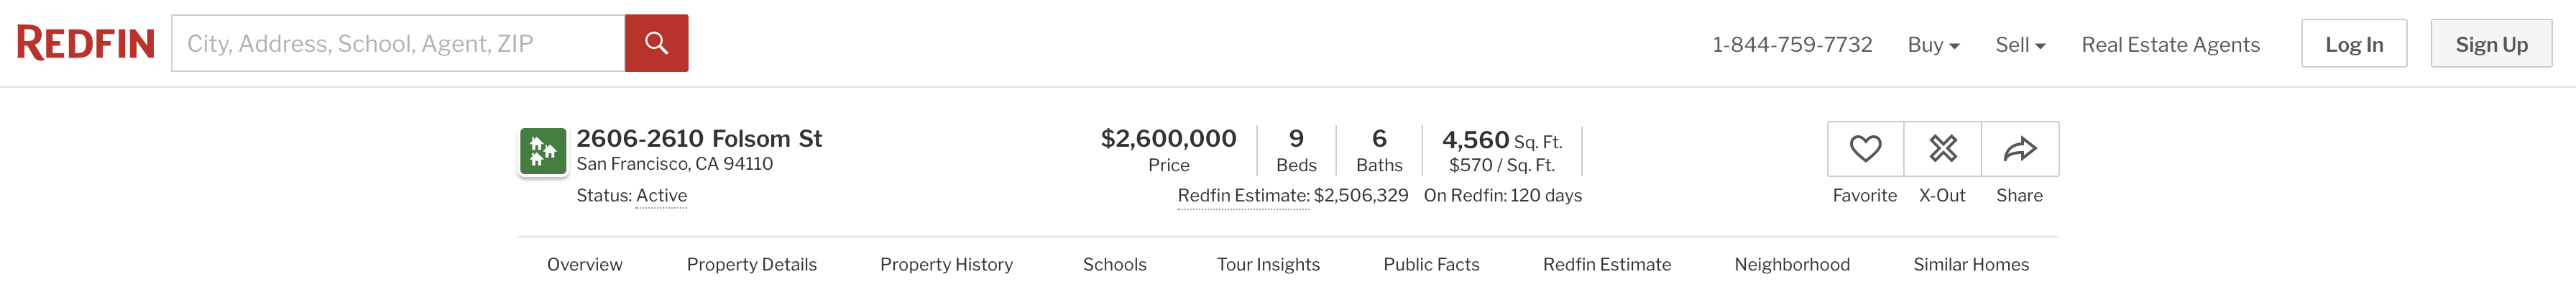 REDFIN City, Address, School, Agent, ZIP 1-844-759-7732 Buy Sell Real Estate Agents Log In Sign Up
2606-2610 Folsom St
San Francisco, CA 94110
Status: Active
$2,600,000 9 6 4,560 Sq. Ft.
Price Beds Baths $570 / Sq. Ft.
Redfin Estimate: $2,506,329 On Redfin: 120 days
Favorite X-Out Share
Overview Property Details Property History Schools Tour Insights Public Facts Redfin Estimate Neighborhood Similar Homes